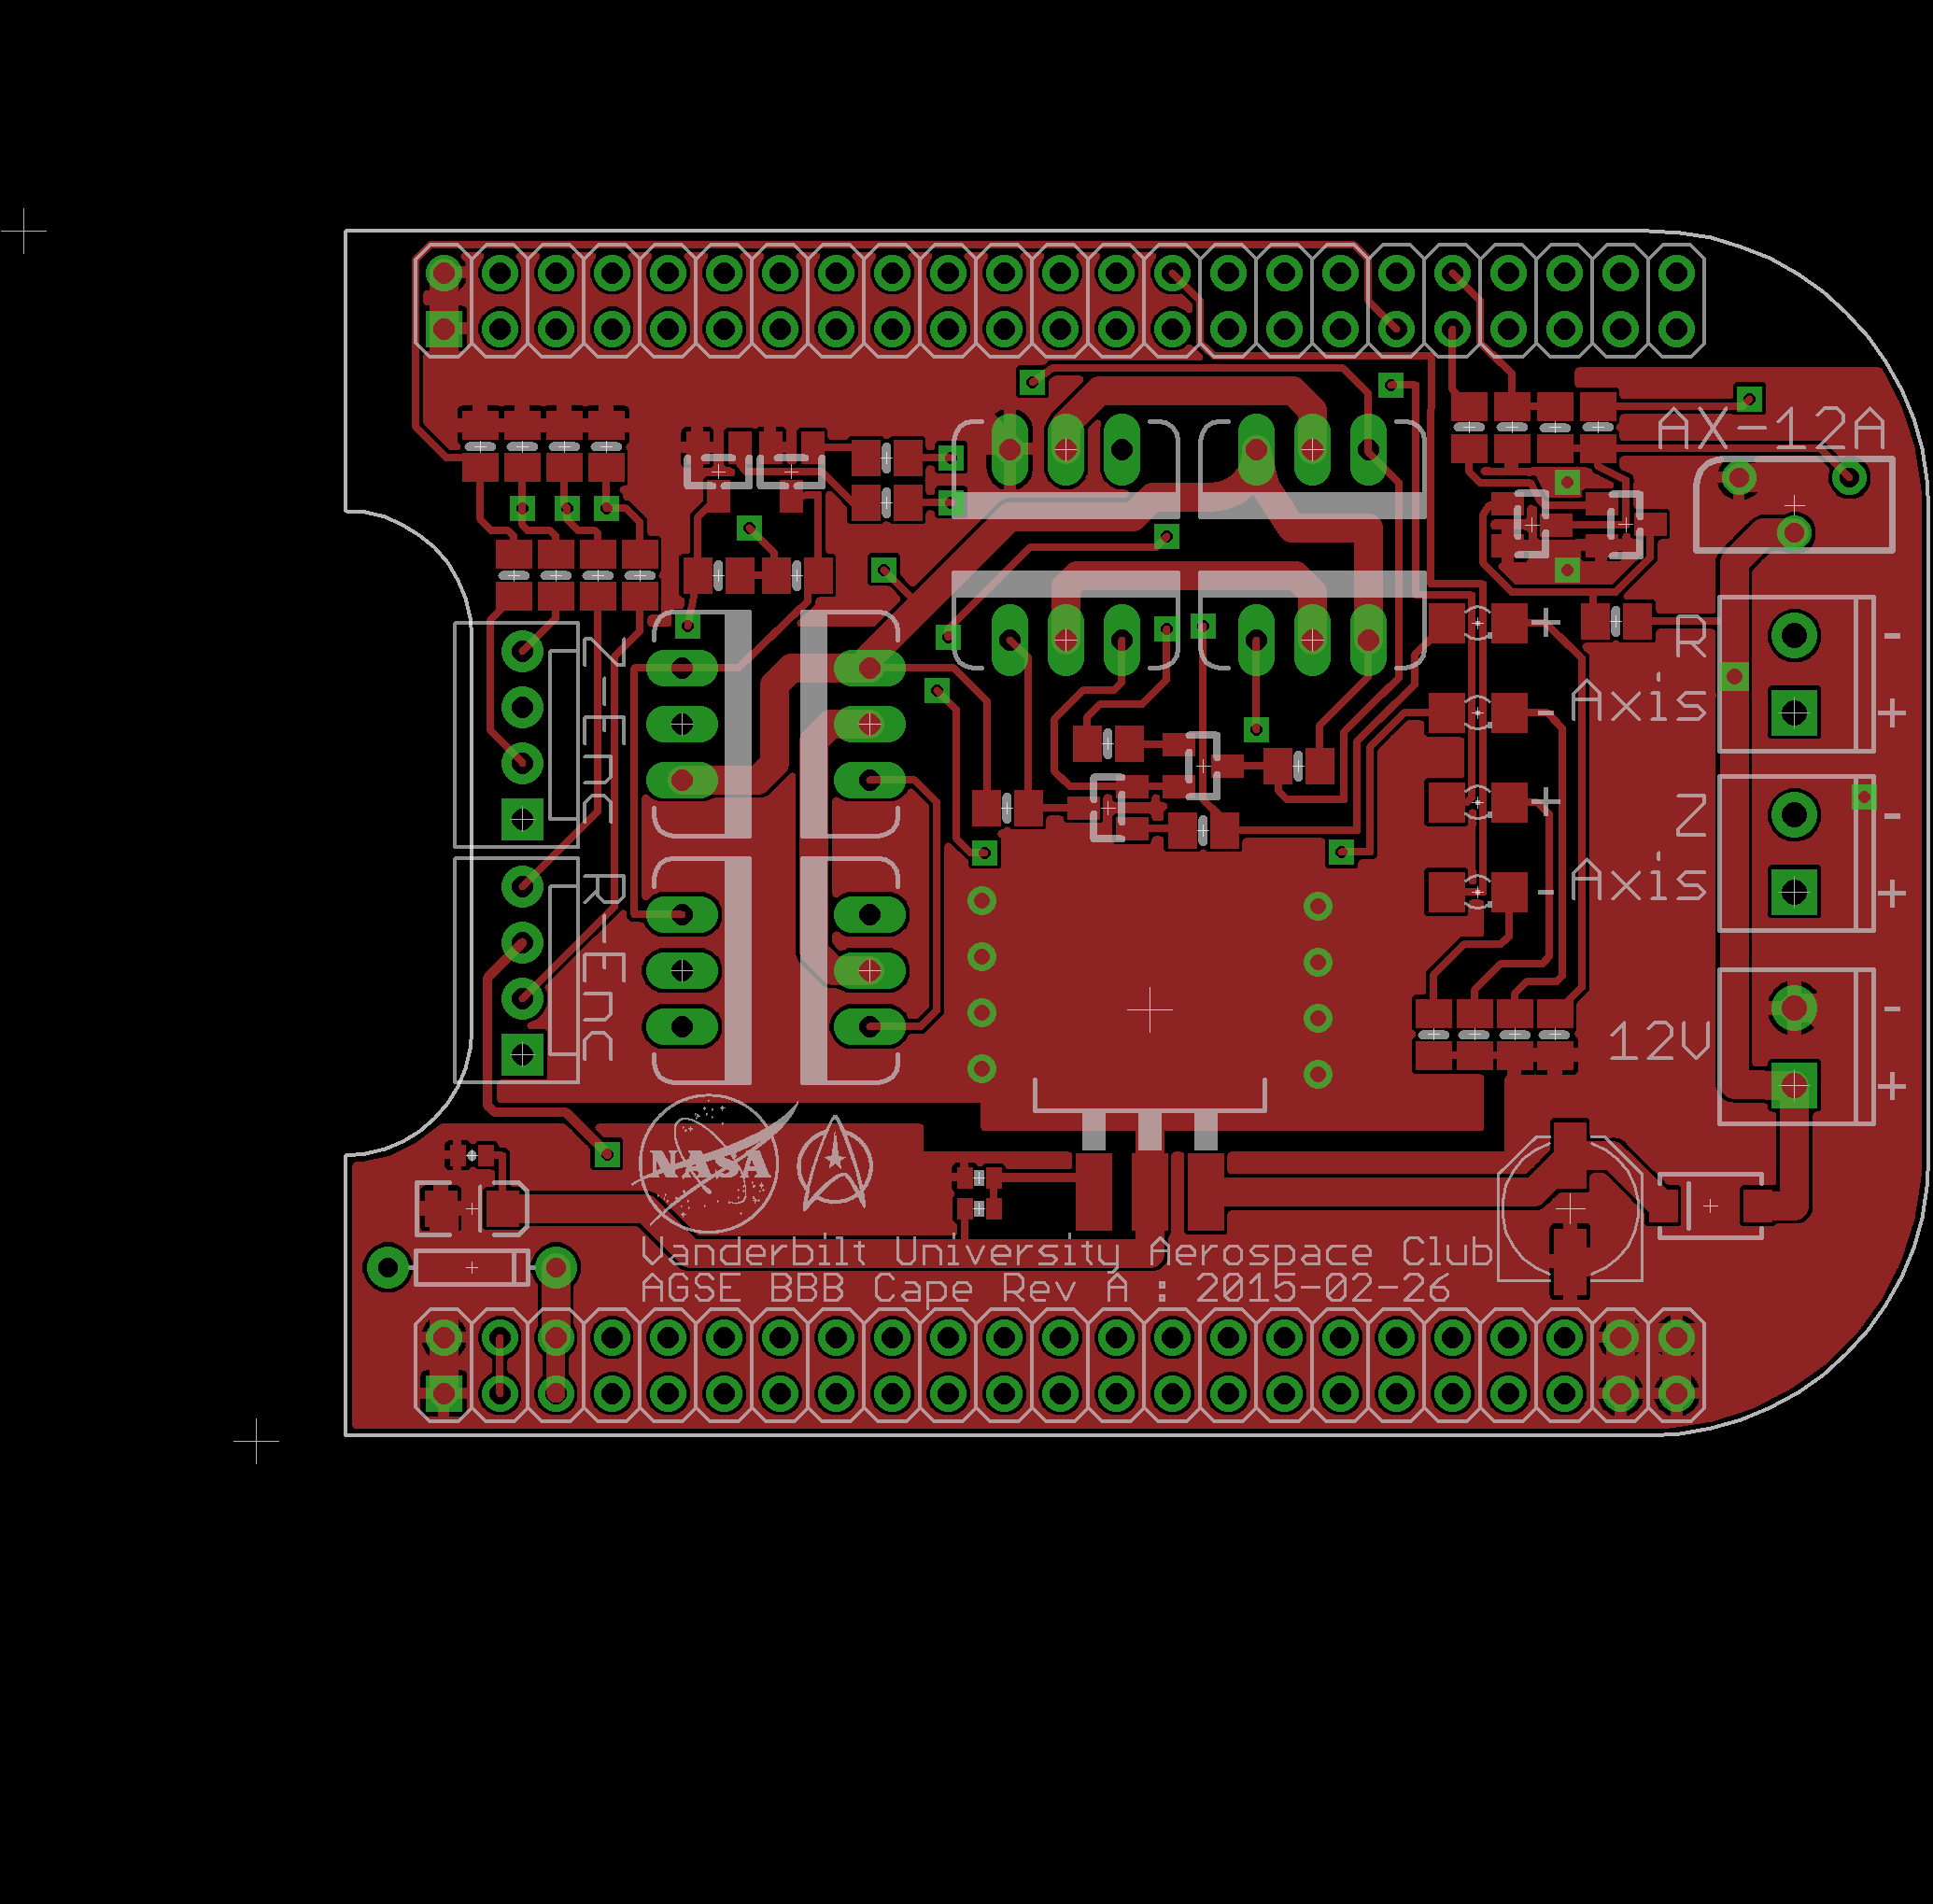 AX-12A
R
-
Axis
+
Z
-
Axis
+
12V
-
+
+
-
+
-
Z-Enc
R-Enc
NASA
Vanderbilt University Aerospace Club
AGSE BBB Cape Rev A : 2015-02-26